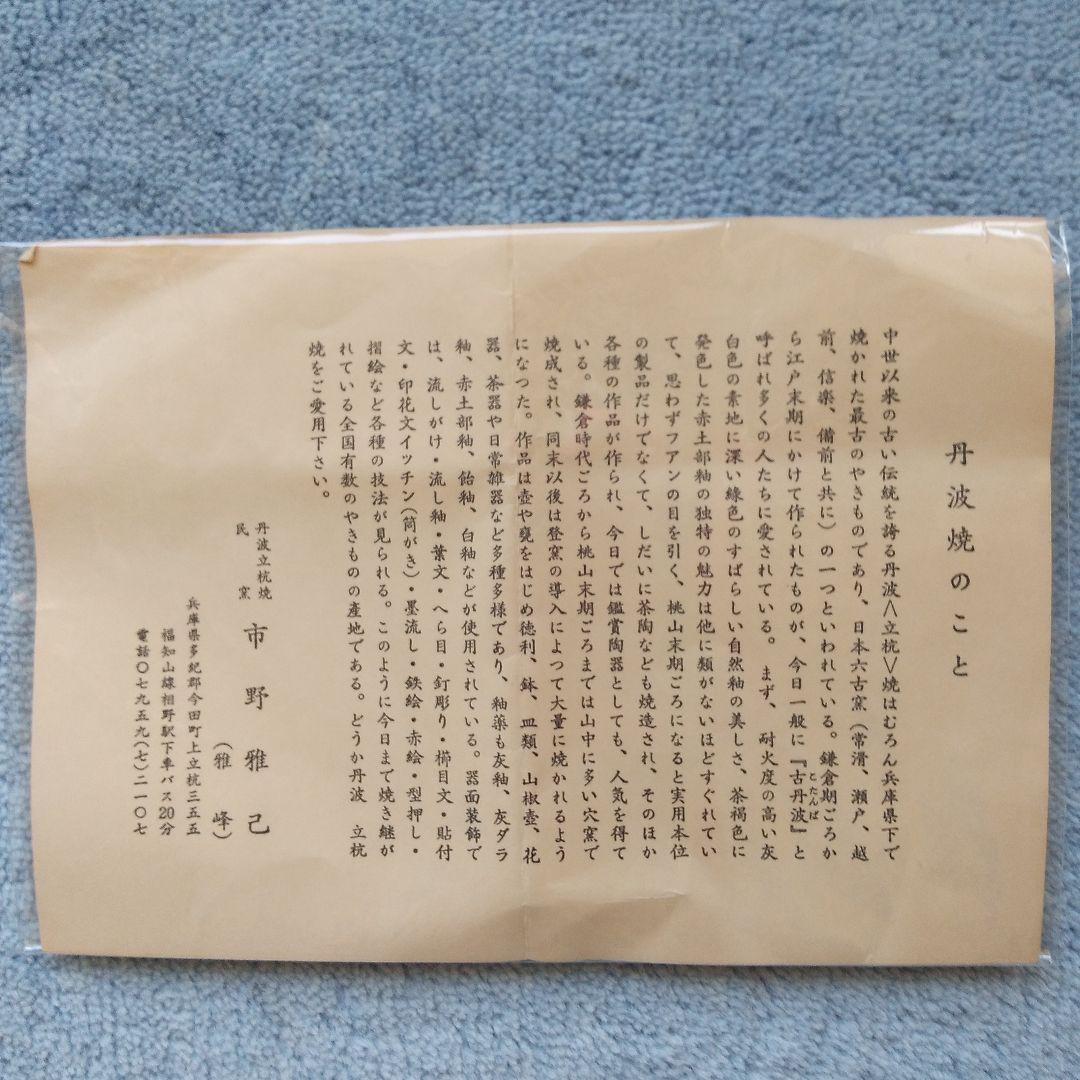 丹波焼のこと
中世以来の古い伝統を誇る丹波＜立杭＞焼はむろん兵庫県下で
焼かれた最古のやきものであり、日本六古窯（常滑、瀬戸、越
前、信楽、備前と共に）の一つといわれている。鎌倉期ごろか
ら江戸末期にかけて作られたものが、今日一般に『古丹波』と
こたんば
呼ばれ多くの人たちに愛されている。 まず、耐火度の高い灰
白色の素地に深い緑色のすばらしい自然釉の美しさ、茶褐色に
発色した赤土部釉の独特の魅力は他に類がないほどすぐれてい
て、思わずフアンの目を引く、桃山末期ごろになると実用本位
の製品だけでなくて、しだいに茶陶なども焼造され、そのほか
各種の作品が作られ、今日では鑑賞陶器としても、人気を得て
いる。鎌倉時代ごろから桃山末期ごろまでは山中に多い穴窯で
焼成され、同末以後は登窯の導入によつて大量に焼かれるよう
になつた。作品は壺や甕をはじめ徳利、鉢、皿類、山椒壺、花
器、茶器や日常雑器など多種多様であり、釉薬も灰釉、灰ダラ
釉、赤土部釉、飴釉、白釉などが使用されている。器面装飾で
は、流しがけ・流し釉・葉文・へら目・釘彫り・櫛目文・貼付
文・印花文イツチン（筒がき）・墨流し・鉄絵・赤絵・型押し・
摺絵など各種の技法が見られる。このように今日まで焼き継が
れている全国有数のやきものの産地である。どうか丹波 立杭
焼をご愛用下さい。
丹波立杭焼
民窯
市野雅己
（雅峰）
兵庫県多紀郡今田町上立杭三五五
福知山線相野駅下車バス20分
電話〇七九五九（七）二一〇七